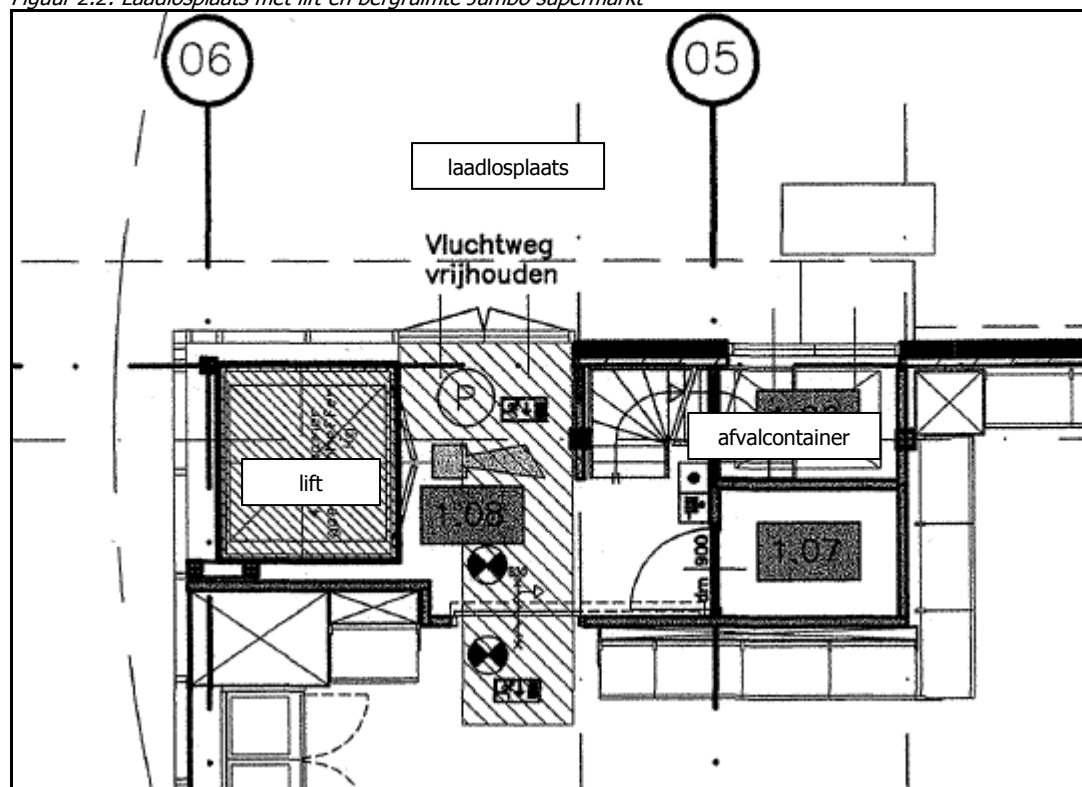 Figuur 2.2: Laadlosplaats met lift en bergruimte Jumbo supermarkt
06
05
laadlosplaats
Vluchtweg
vrijhouden
P
afvalcontainer
lift
1.08
1.07
dm 900